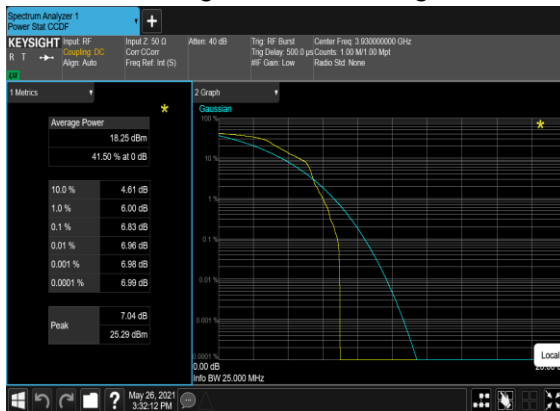 Spectrum Analyzer 1
Power Stat CCDF
KEYSIGHT
R T
LU
Input: RF
Coupling: DC
Align: Auto
Input Z: 50 Ω
Corr CCorr
Freq Ref: Int (S)
Atten: 40 dB
Trig: RF Burst
Trig Delay: 500.0 µs
#IF Gain: Low
Center Freq: 3.930000000 GHz
Counts: 1.00 M/1.00 Mpt
Radio Std: None
1 Metrics
Average Power
18.25 dBm
41.50 % at 0 dB
10.0 % 4.61 dB
1.0 % 6.00 dB
0.1 % 6.83 dB
0.01 % 6.96 dB
0.001 % 6.98 dB
0.0001 % 6.99 dB
Peak
7.04 dB
25.29 dBm
2 Graph
Gaussian
100 %
10 %
1 %
0.1 %
0.01 %
0.001 %
0.0001 %
0.00 dB
Info BW 25.000 MHz
Local
?
May 26, 2021
3:32:12 PM